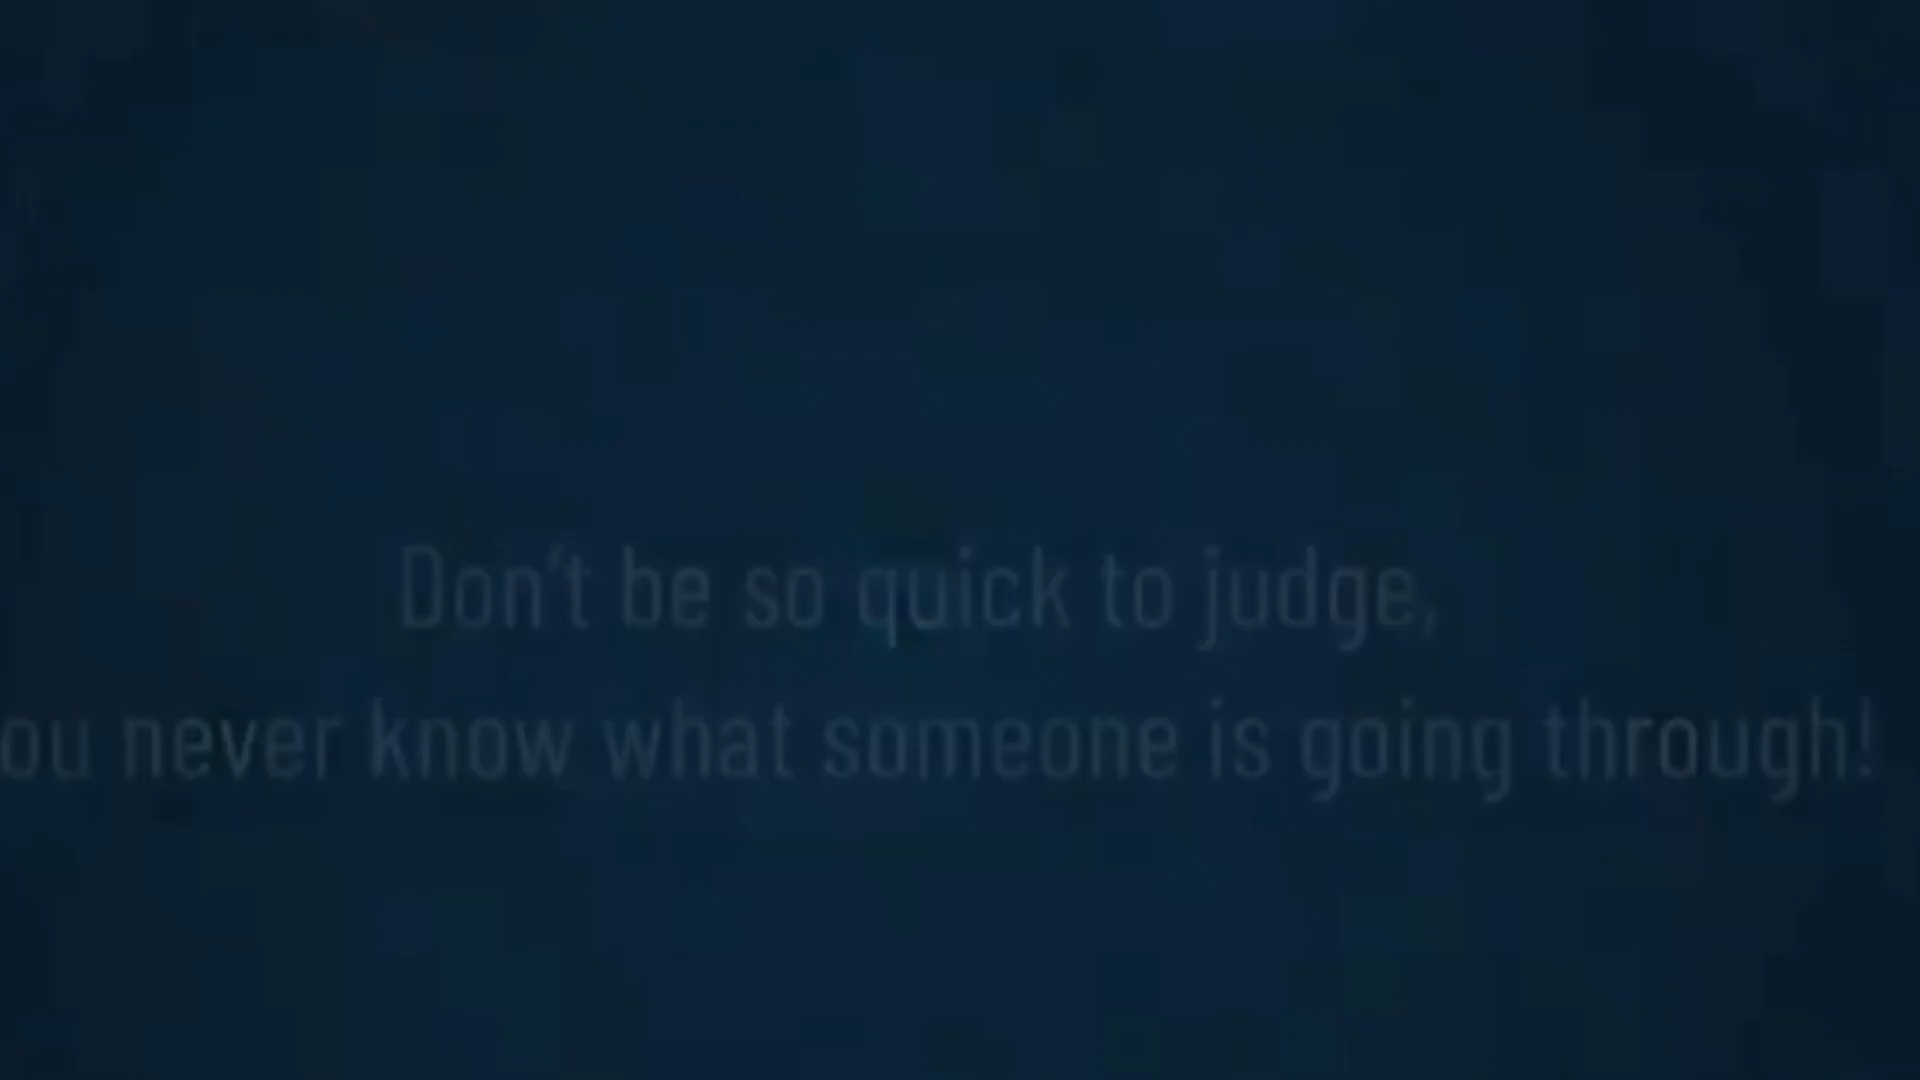 Don't be so quick to judge,
ou never know what someone is going through!